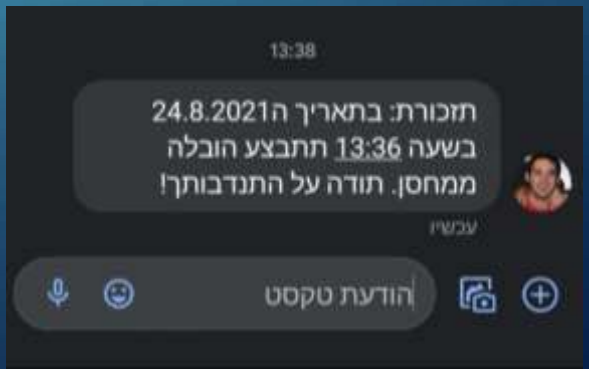 13:38
תזכורת: בתאריך ה24.8.2021
בשעה 13:36 תתבצע הובלה
ממחסן. תודה על התנדבותך!
עכשיו
הודעת טקסט